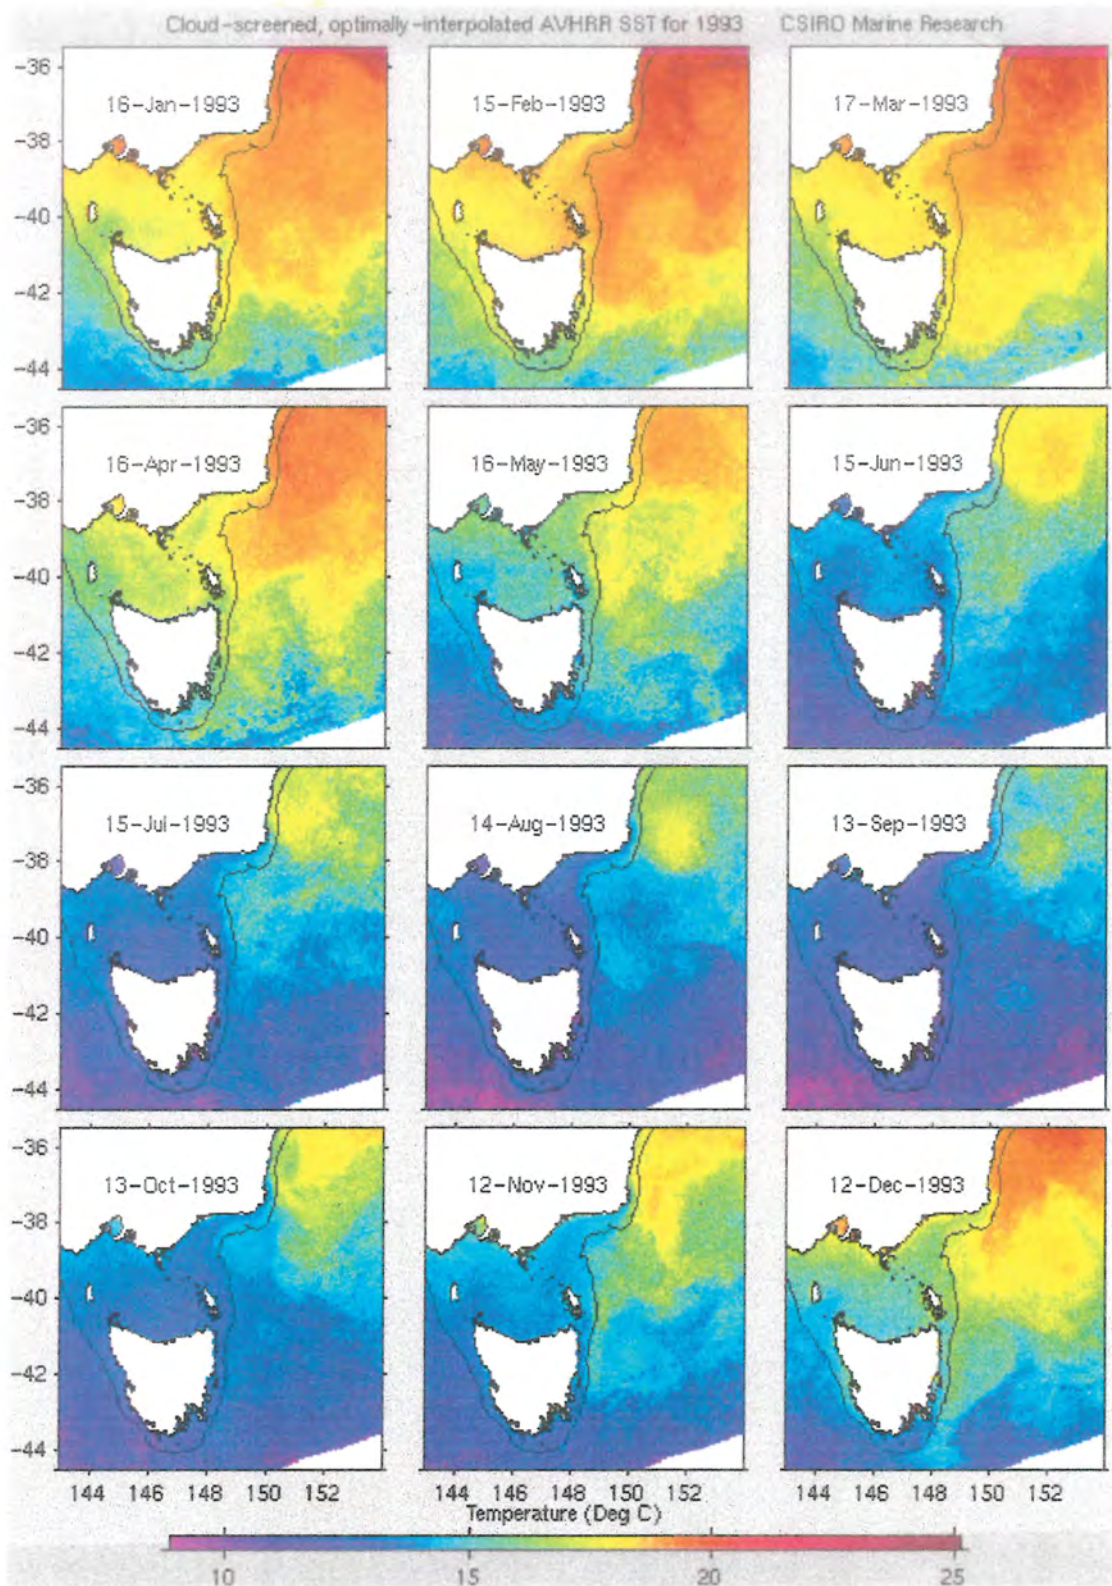 Cloud-screened, optimally-interpolated AVHRR SST for 1993 CSIRO Marine Research
-36
-38
-40
-42
-44
16-Jan-1993
15-Feb-1993
17-Mar-1993
-36
-38
-40
-42
-44
16-Apr-1993
16-May-1993
15-Jun-1993
-36
-38
-40
-42
-44
15-Jul-1993
14-Aug-1993
13-Sep-1993
-36
-38
-40
-42
-44
13-Oct-1993
12-Nov-1993
12-Dec-1993
144 146 148 150 152
144 146 148 150 152
144 146 148 150 152
Temperature (Deg C)
10 15 20 25